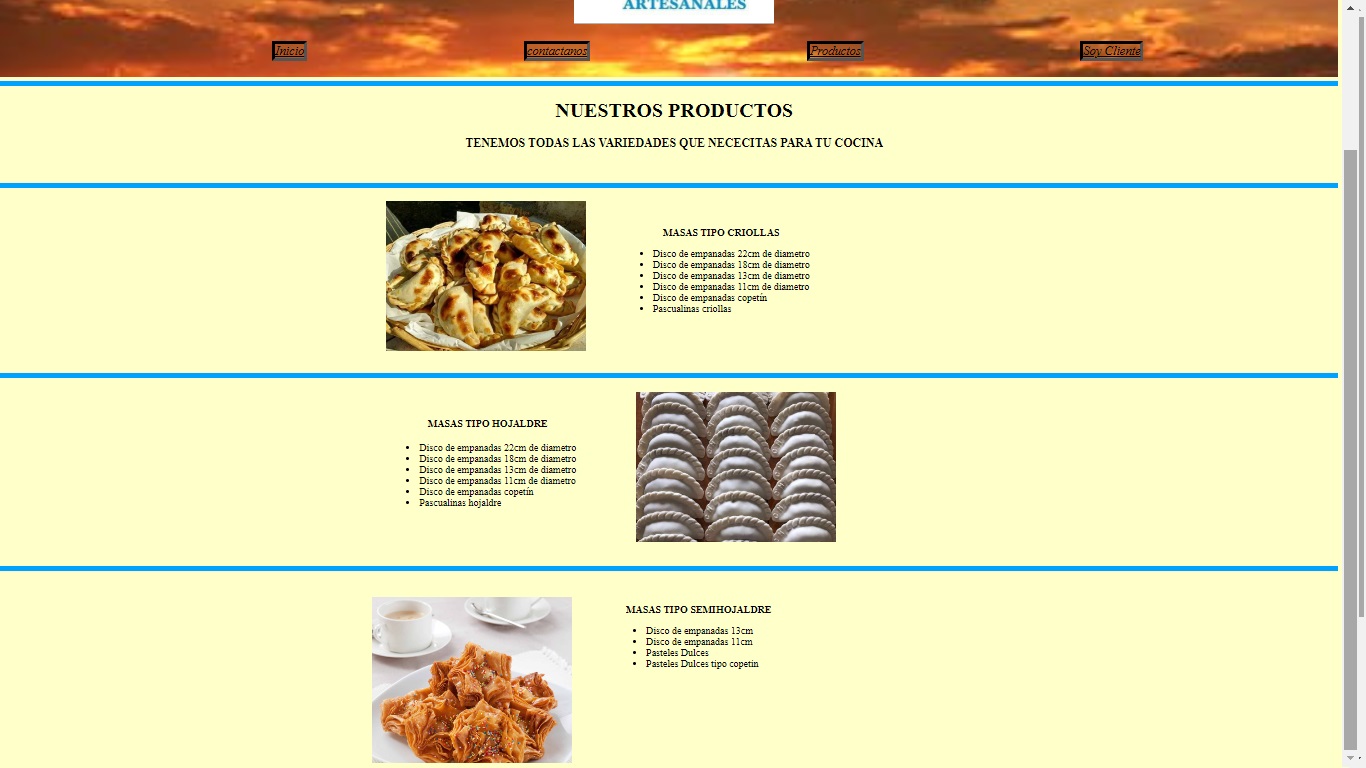 ARTESANALES
Inicio
contactanos
Productos
Soy Cliente
NUESTROS PRODUCTOS
TENEMOS TODAS LAS VARIEDADES QUE NECECITAS PARA TU COCINA
MASAS TIPO CRIOLLAS
Disco de empanadas 22cm de diametro
Disco de empanadas 18cm de diametro
Disco de empanadas 13cm de diametro
Disco de empanadas 11cm de diametro
Disco de empanadas copetín
Pascualinas criollas
MASAS TIPO HOJALDRE
Disco de empanadas 22cm de diametro
Disco de empanadas 18cm de diametro
Disco de empanadas 13cm de diametro
Disco de empanadas 11cm de diametro
Disco de empanadas copetín
Pascualinas hojaldre
MASAS TIPO SEMIHOJALDRE
Disco de empanadas 13cm
Disco de empanadas 11cm
Pasteles Dulces
Pasteles Dulces tipo copetin